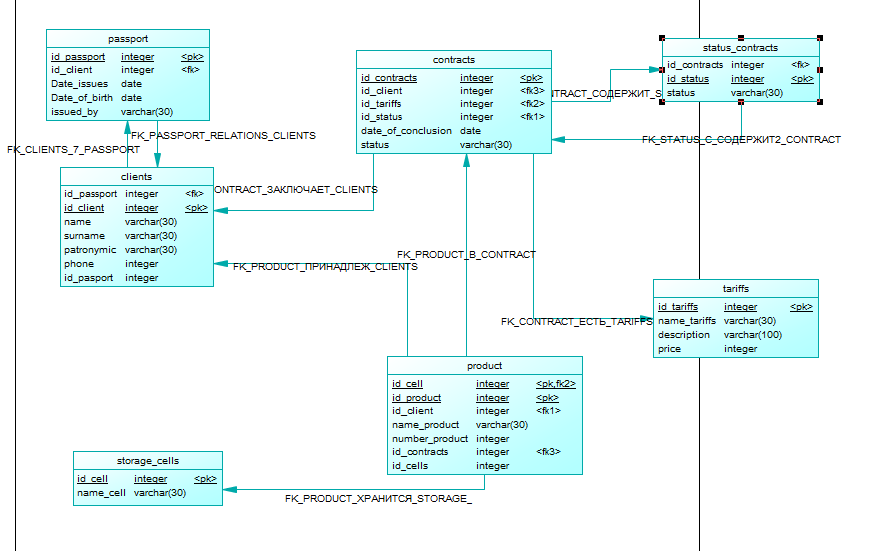 passport
id_passport integer <pk>
id_client integer <fk>
Date_issues date
Date_of_birth date
issued_by varchar(30)
contracts
id_contracts integer <pk>
id_client integer <fk3>
id_tariffs integer <fk2>
id_status integer <fk1>
date_of_conclusion date
status varchar(30)
status_contracts
id_contracts integer <fk>
id_status integer <pk>
status varchar(30)
ONTRACT_СОДЕРЖИТ_S
FK_PASSPORT_RELATIONS_CLIENTS
FK_STATUS_C_СОДЕРЖИТ2_CONTRACT
FK_CLIENTS_7_PASSPORT
clients
id_passport integer <fk>
id_client integer <pk>
name varchar(30)
surname varchar(30)
patronymic varchar(30)
phone integer
id_pasport integer
ONTRACT_ЗАКЛЮЧАЕТ_CLIENTS
FK_PRODUCT_В_CONTRACT
FK_PRODUCT_ПРИНАДЛЕЖ_CLIENTS
tariffs
id_tariffs integer <pk>
name_tariffs varchar(30)
description varchar(100)
price integer
FK_CONTRACT_ЕСТЬ_TARIFFS
product
id_cell integer <pk,fk2>
id_product integer <pk>
id_client integer <fk1>
name_product varchar(30)
number_product integer
id_contracts integer <fk3>
id_cells integer
storage_cells
id_cell integer <pk>
name_cell varchar(30)
FK_PRODUCT_ХРАНИТСЯ_STORAGE_